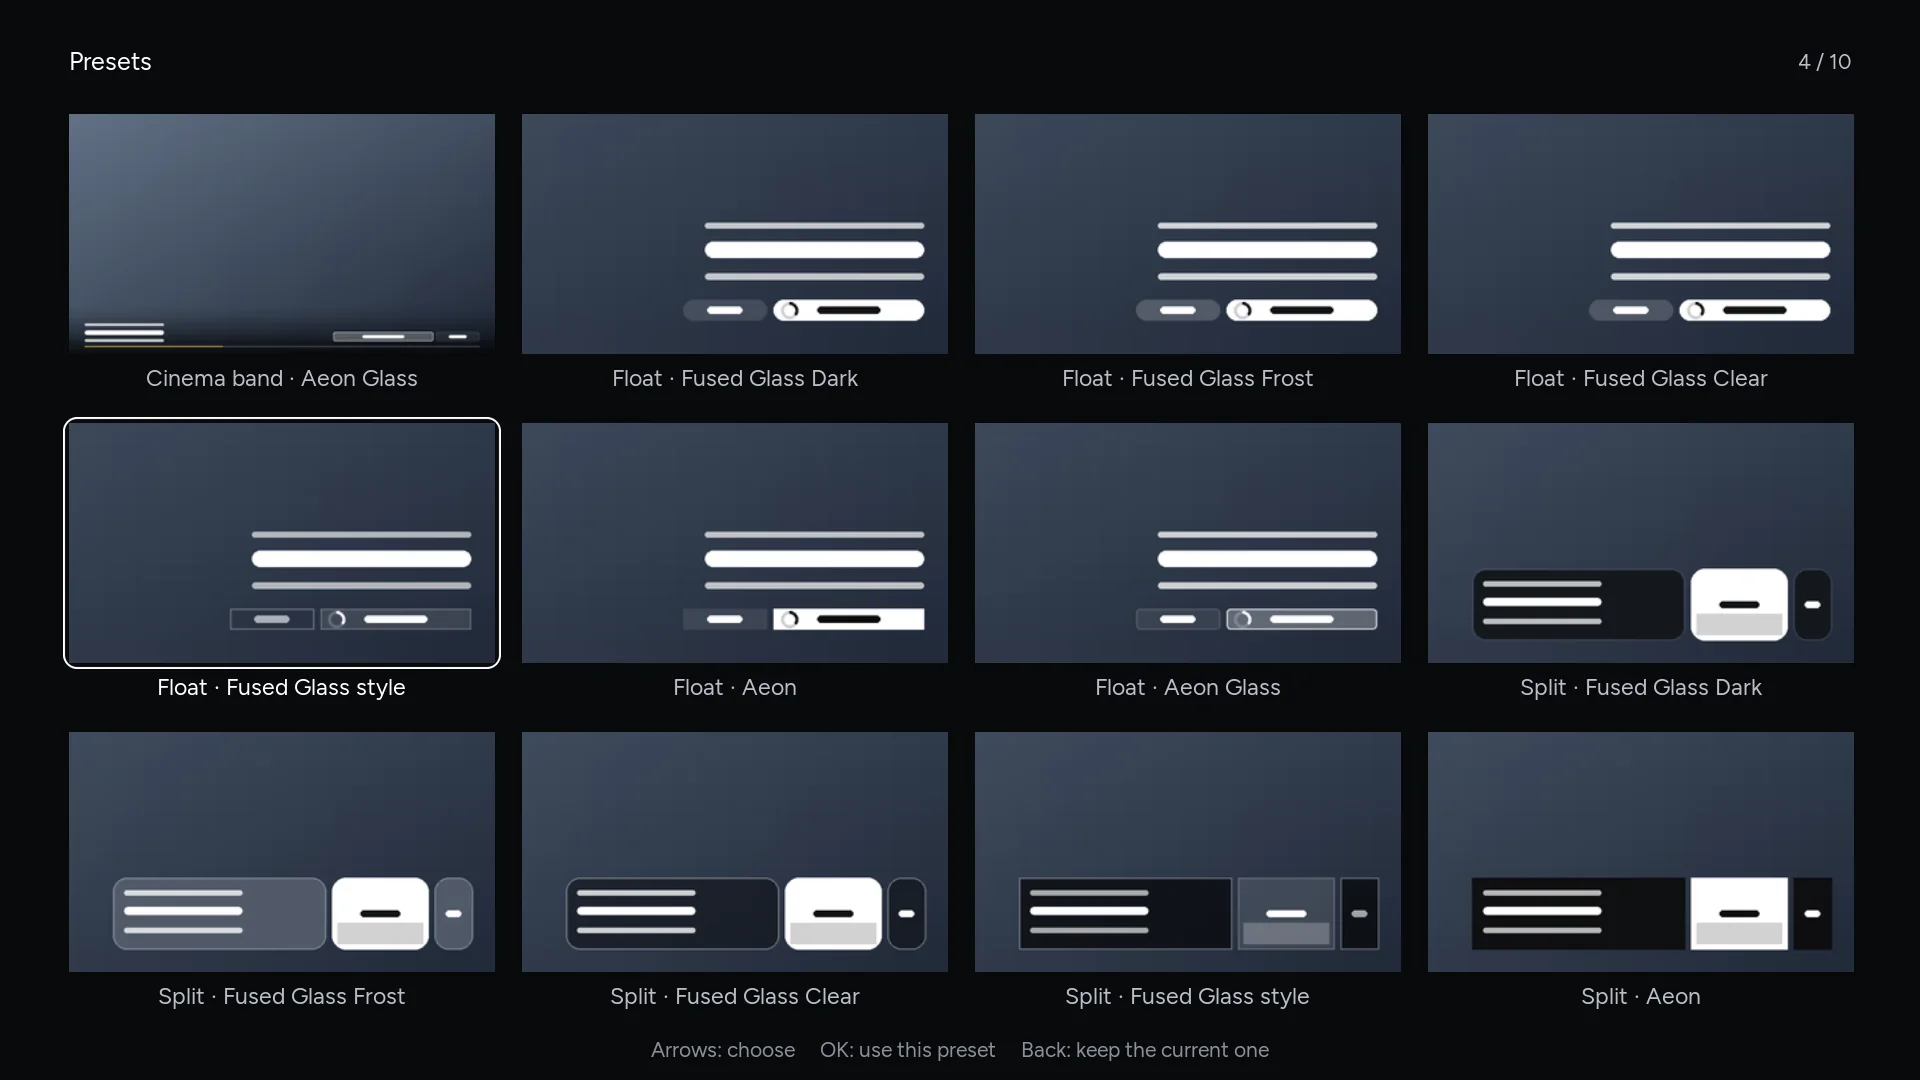 Presets
4 / 10
Cinema band · Aeon Glass
Float · Fused Glass Dark
Float · Fused Glass Frost
Float · Fused Glass Clear
Float · Fused Glass style
Float · Aeon
Float · Aeon Glass
Split · Fused Glass Dark
Split · Fused Glass Frost
Split · Fused Glass Clear
Split · Fused Glass style
Split · Aeon
Arrows: choose OK: use this preset Back: keep the current one